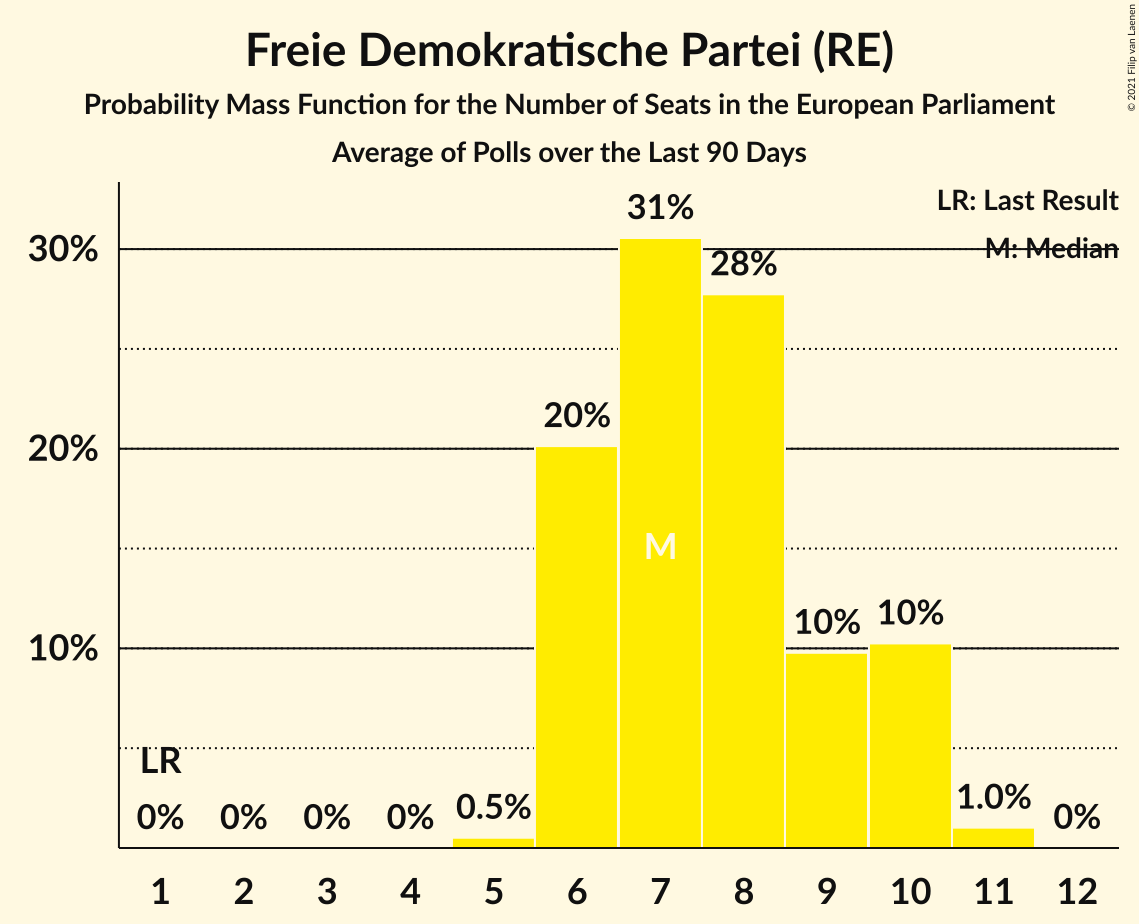 Freie Demokratische Partei (RE)
Probability Mass Function for the Number of Seats in the European Parliament
Average of Polls over the Last 90 Days
© 2021 Filip van Laenen
LR: Last Result
M: Median
30%
20%
10%
31%
28%
20%
M
10%
10%
LR
0%
0%
0%
0%
0.5%
1.0%
0%
1 2 3 4 5 6 7 8 9 10 11 12